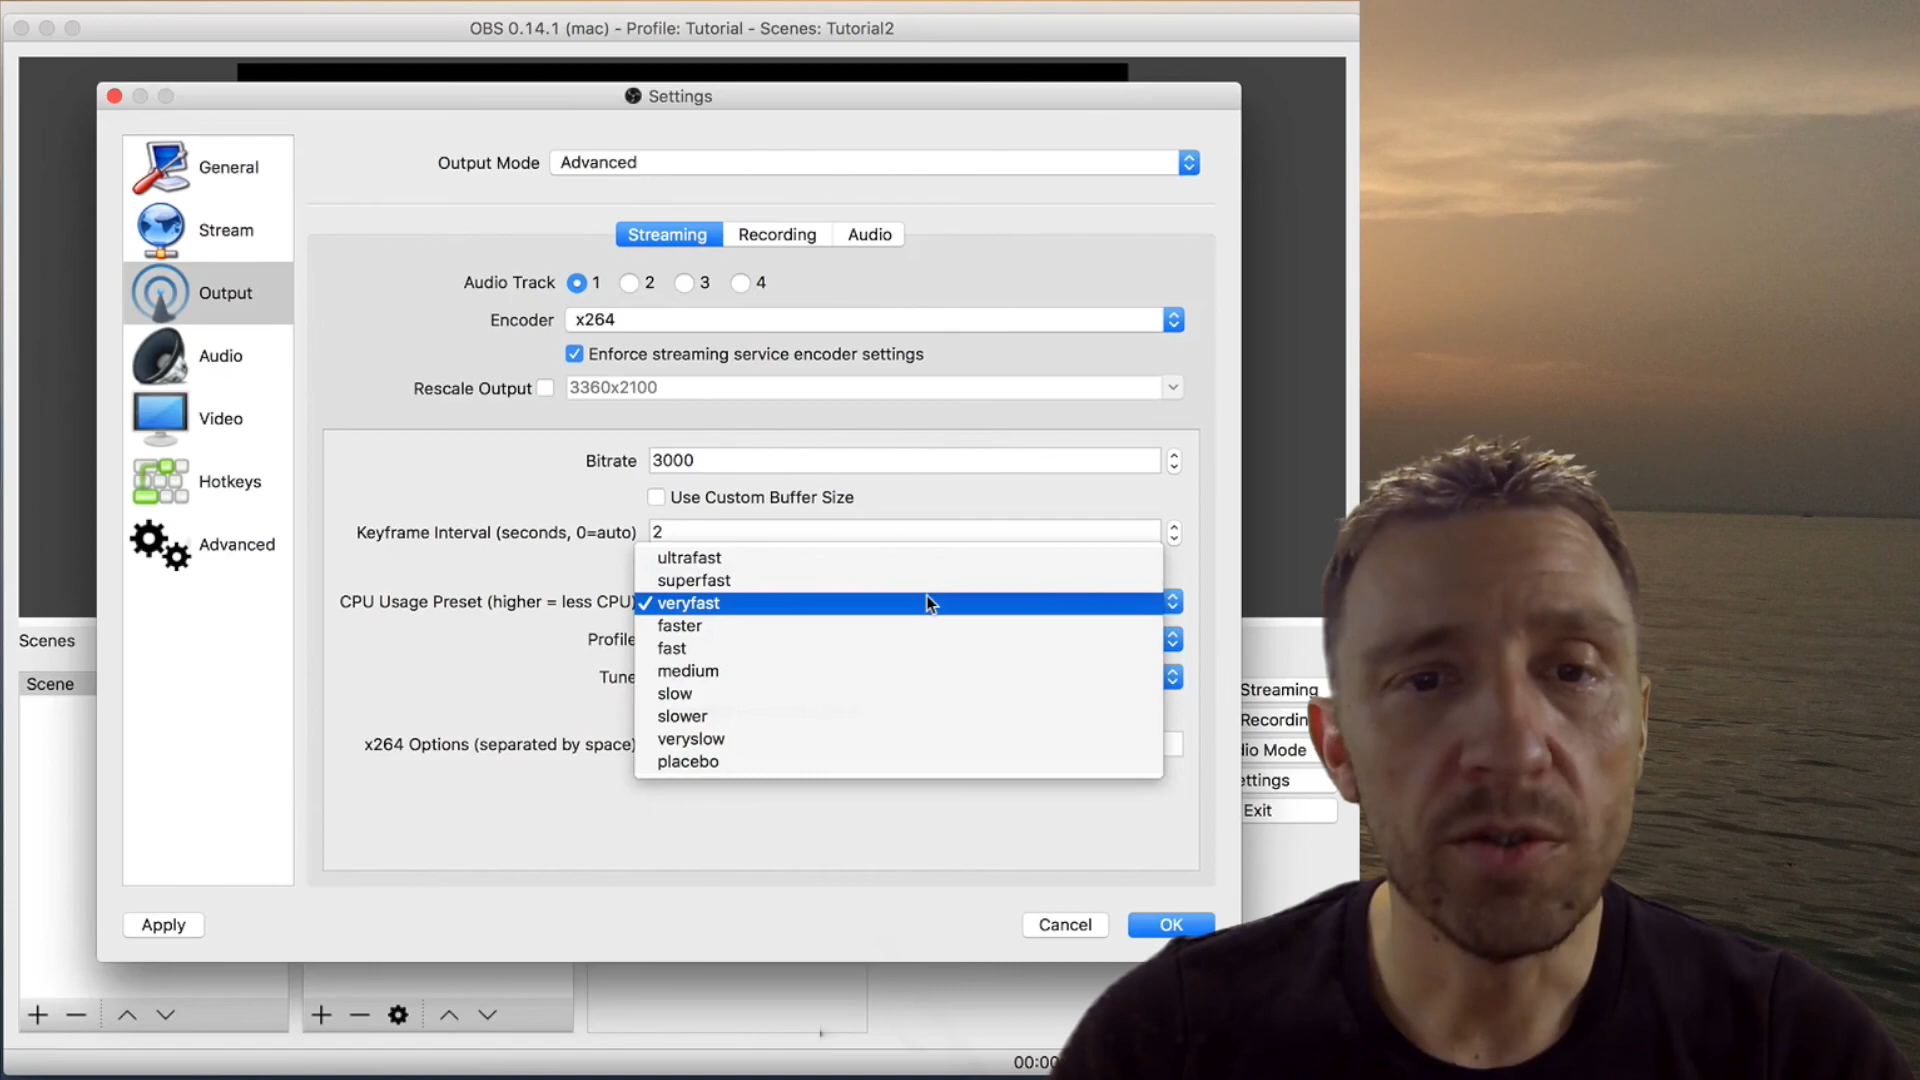 OBS 0.14.1 (mac) - Profile: Tutorial - Scenes: Tutorial2
Settings
General
Stream
Output
Audio
Video
Hotkeys
Advanced
Output Mode
Advanced
Streaming
Recording
Audio
Audio Track
1
2
3
4
Encoder
x264
Enforce streaming service encoder settings
Rescale Output
3360x2100
Bitrate
3000
Use Custom Buffer Size
Keyframe Interval (seconds, 0=auto)
2
CPU Usage Preset (higher = less CPU)
ultrafast
superfast
veryfast
faster
fast
medium
slow
slower
veryslow
placebo
Profile
Tune
x264 Options (separated by space)
Apply
Cancel
OK
Scenes
Scene
Streaming
Recordin
dio Mode
ettings
Exit
00:00